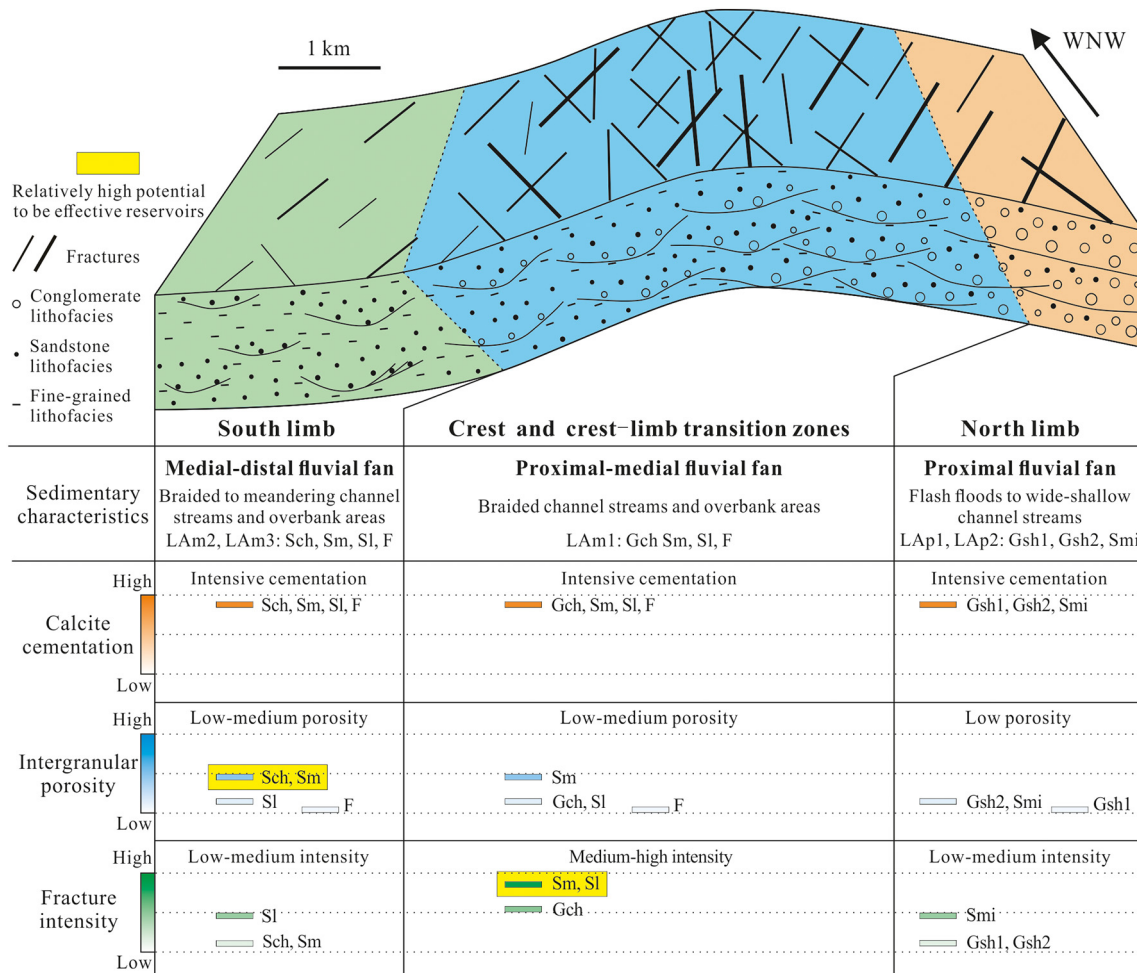 1 km
WNW
Relatively high potential
to be effective reservoirs
Fractures
Conglomerate
lithofacies
Sandstone
lithofacies
Fine-grained
lithofacies
South limb
Crest and crest-limb transition zones
North limb
Sedimentary
characteristics
Medial-distal fluvial fan
Braided to meandering channel
streams and overbank areas
LAm2, LAm3: Sch, Sm, Sl, F
Proximal-medial fluvial fan
Braided channel streams and overbank areas
LAm1: Gch Sm, Sl, F
Proximal fluvial fan
Flash floods to wide-shallow
channel streams
LAp1, LAp2: Gsh1, Gsh2, Smi
High
Calcite
cementation
Low
Intensive cementation
Sch, Sm, Sl, F
Intensive cementation
Gch, Sm, Sl, F
Intensive cementation
Gsh1, Gsh2, Smi
High
Intergranular
porosity
Low
Low-medium porosity
Sch, Sm
Sl
F
Low-medium porosity
Sm
Gch, Sl
F
Low porosity
Gsh2, Smi
Gsh1
High
Fracture
intensity
Low
Low-medium intensity
Sl
Sch, Sm
Medium-high intensity
Sm, Sl
Gch
Low-medium intensity
Smi
Gsh1, Gsh2